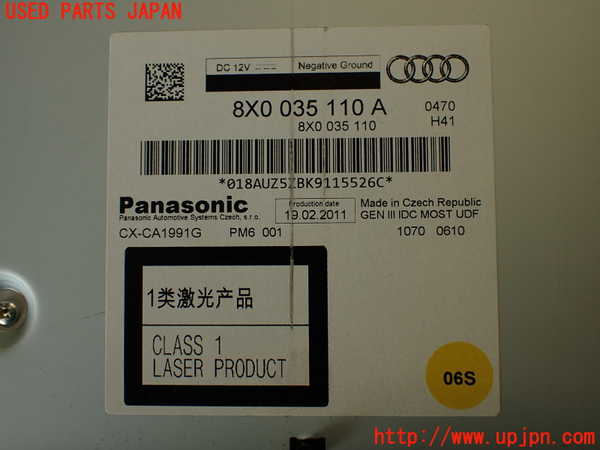 USED PARTS JAPAN
DC 12V Negative Ground
8X0 035 110 A 0470
8X0 035 110 H41
*018AUZ5ZBK9115526C*
Panasonic Production date Made in Czech Republic
Panasonic Automotive Systems Czech, s.r.o. 19.02.2011 GEN III IDC MOST UDF
CX-CA1991G PM6 001 1070 0610
1类激光产品
CLASS 1
LASER PRODUCT
06S
http://www.upjpn.com/